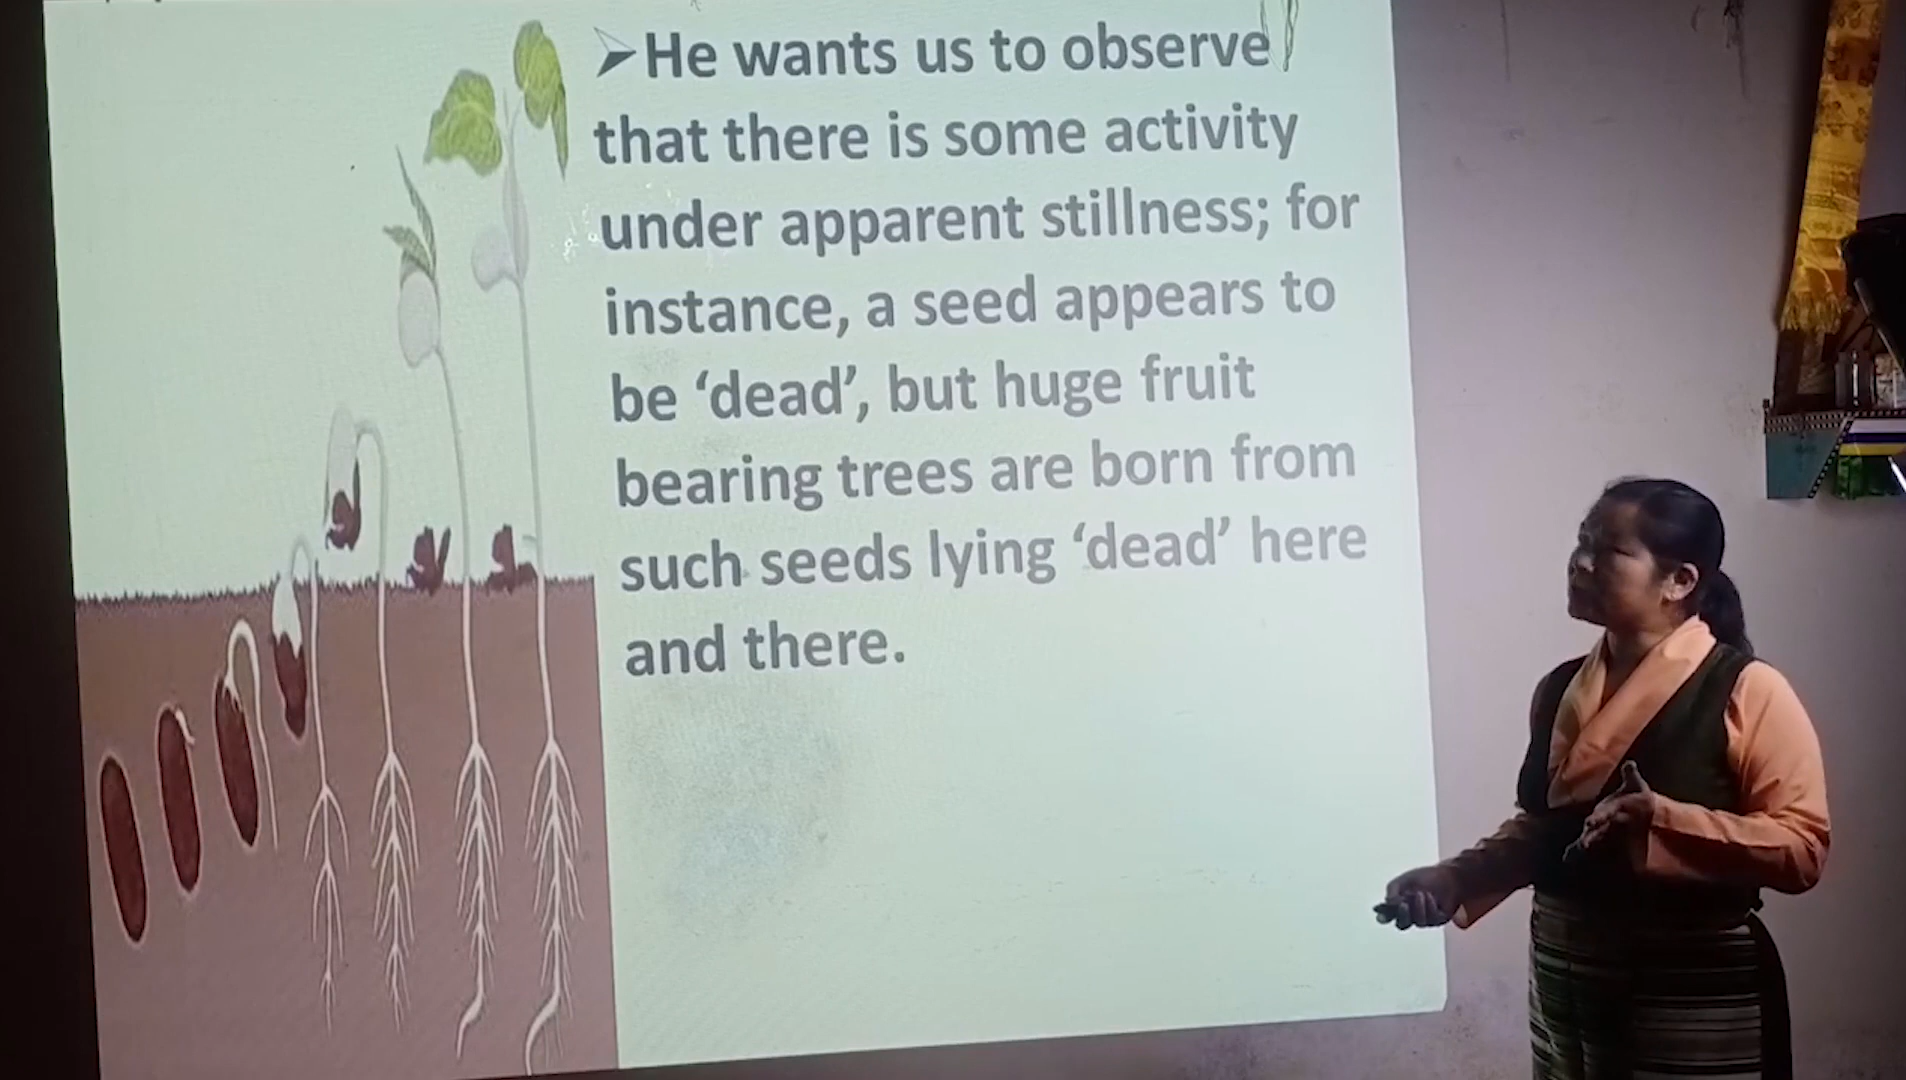 ➢He wants us to observe
that there is some activity
under apparent stillness; for
instance, a seed appears to
be ‘dead’, but huge fruit
bearing trees are born from
such seeds lying ‘dead’ here
and there.